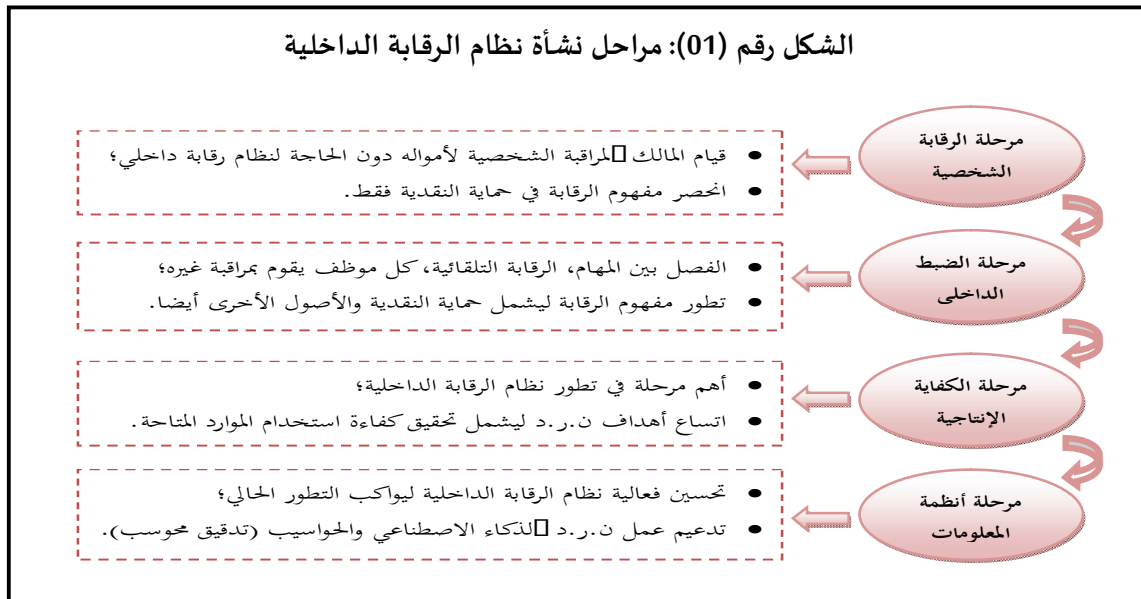 الشكل رقم (01): مراحل نشأة نظام الرقابة الداخلية
مرحلة الرقابة
الشخصية
● قيام المالك □لمراقبة الشخصية لأمواله دون الحاجة لنظام رقابة داخلي؛
● انحصر مفهوم الرقابة في حماية النقدية فقط.
مرحلة الضبط
الداخلى
● الفصل بين المهام، الرقابة التلقائية، كل موظف يقوم بمراقبة غيره؛
● تطور مفهوم الرقابة ليشمل حماية النقدية والأصول الأخرى أيضا.
مرحلة الكفاية
الإنتاجية
● أهم مرحلة في تطور نظام الرقابة الداخلية؛
● اتساع أهداف ن.ر.د ليشمل تحقيق كفاءة استخدام الموارد المتاحة.
مرحلة أنظمة
المعلومات
● تحسين فعالية نظام الرقابة الداخلية ليواكب التطور الحالي؛
● تدعيم عمل ن.ر.د □لذكاء الاصطناعي والحواسيب (تدقيق محوسب).